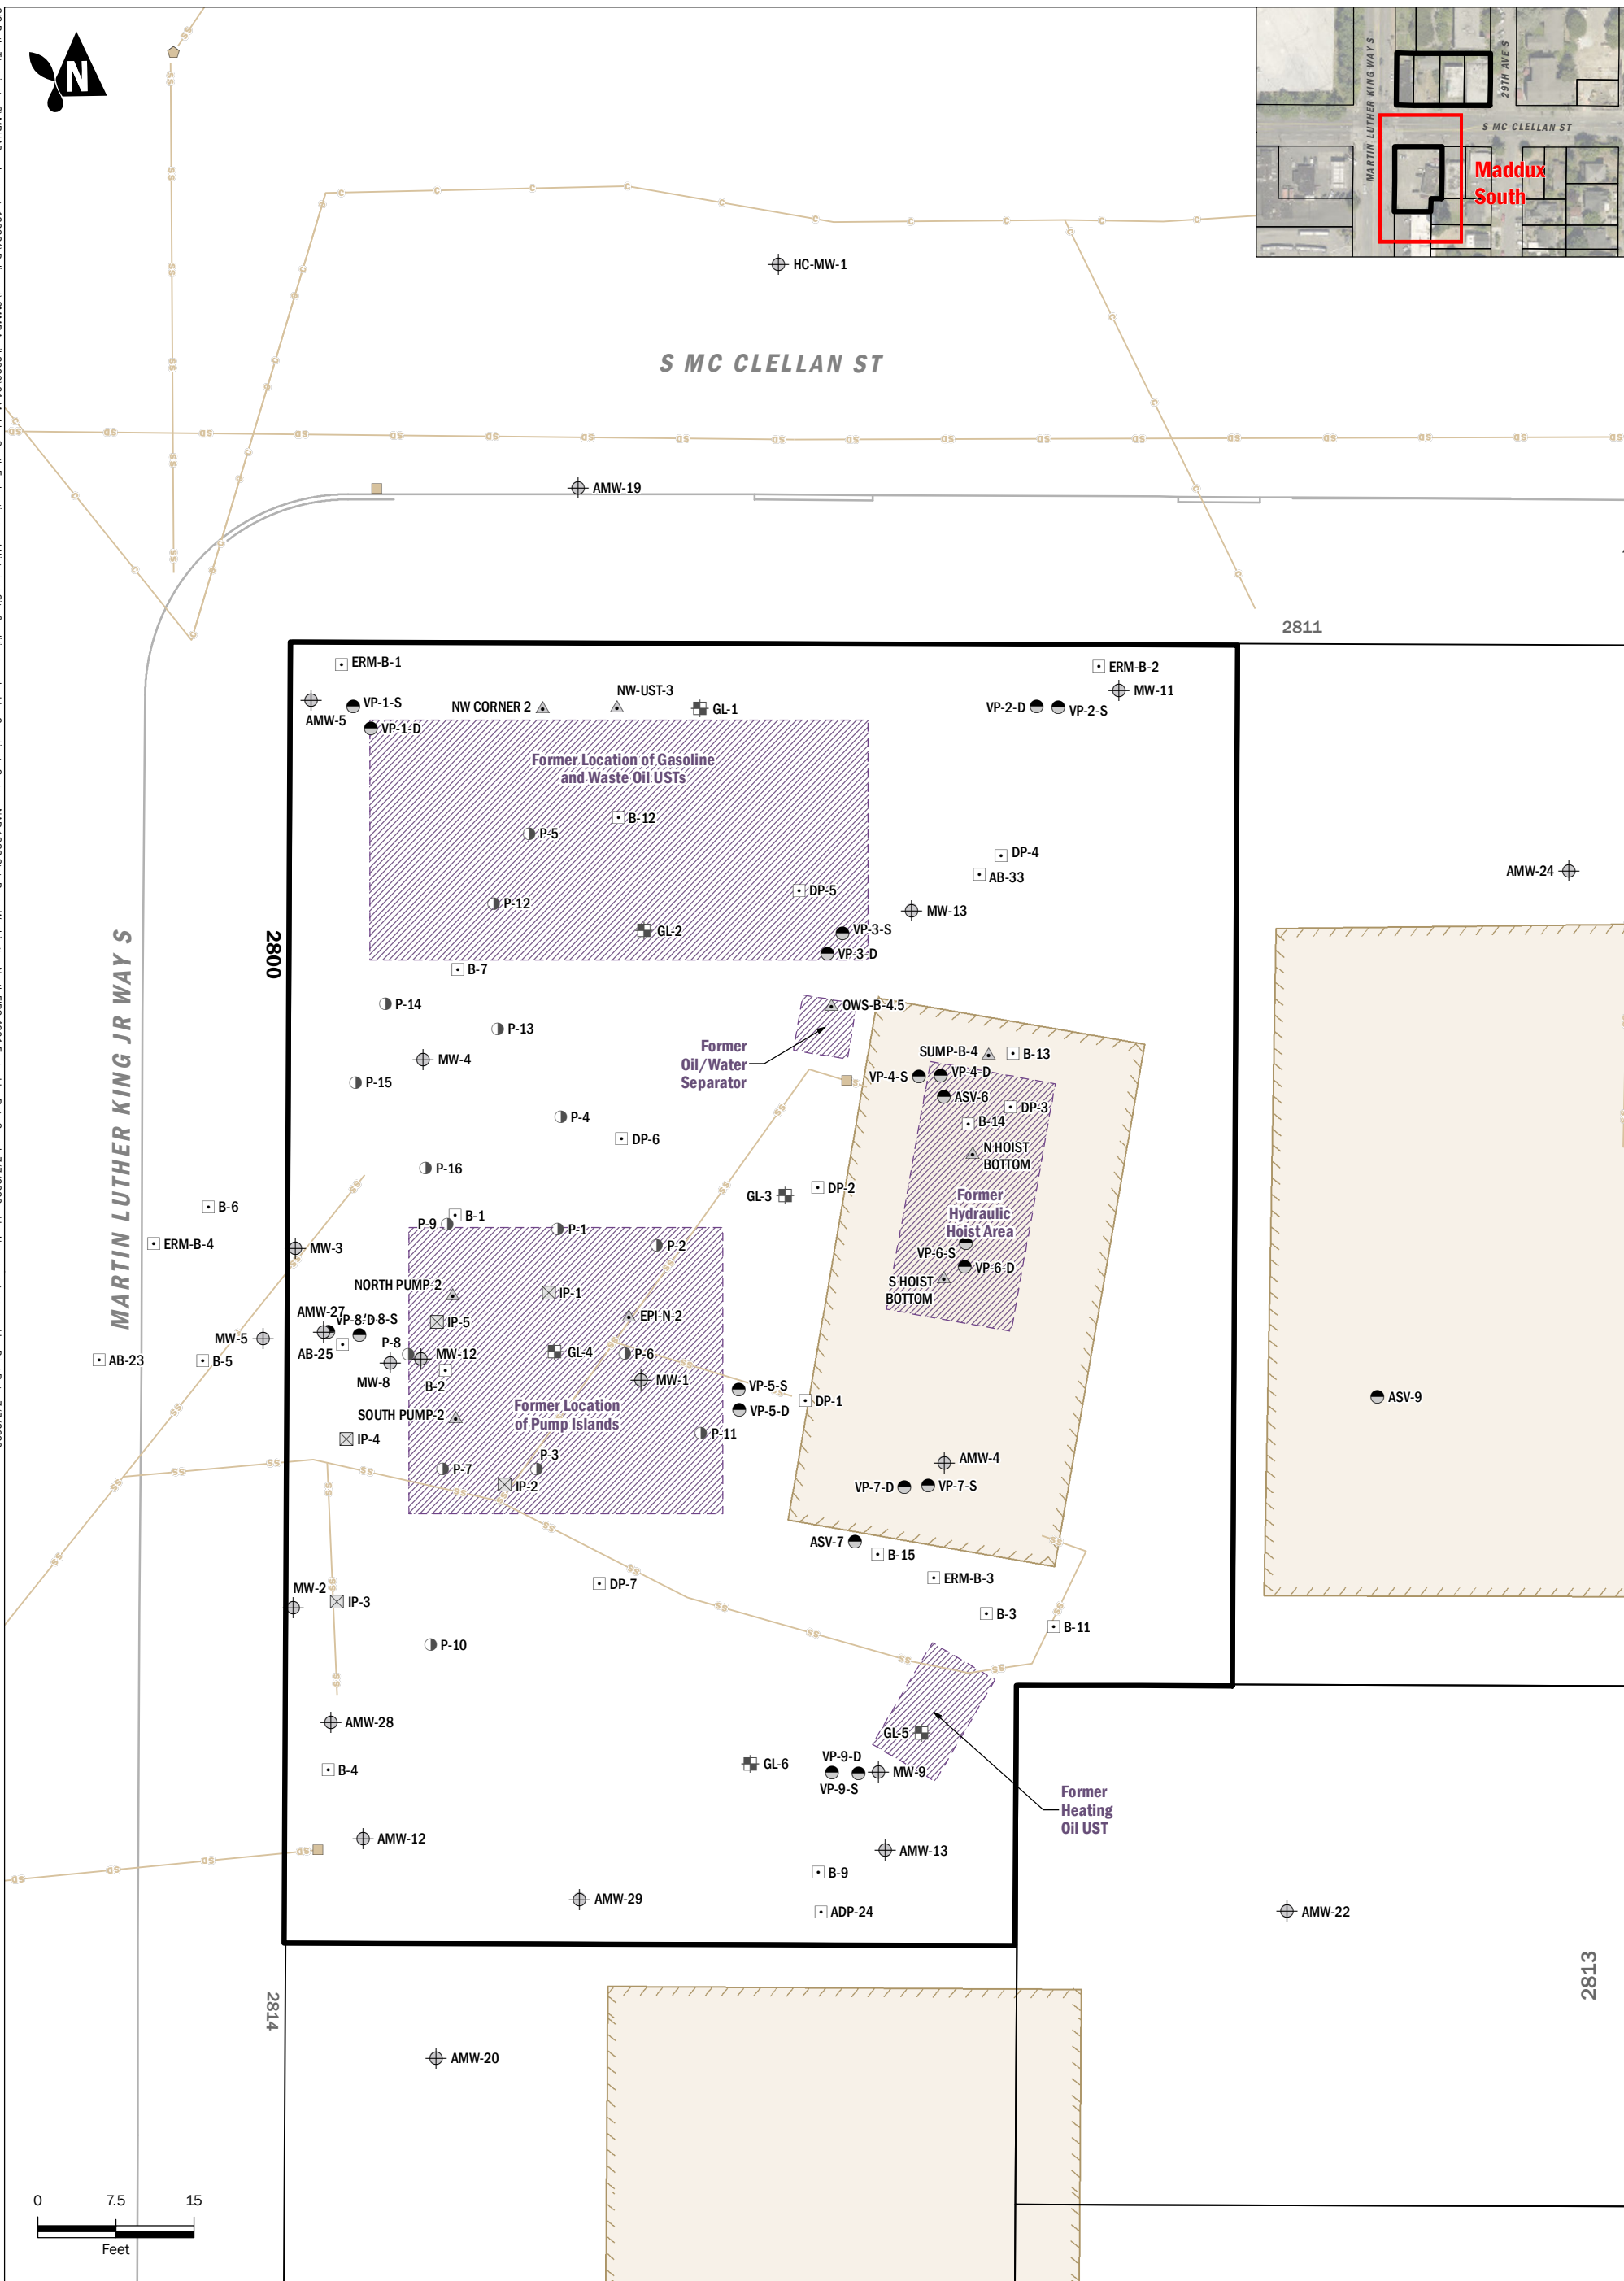 N
MARTIN LUTHER KING WAY S
29TH AVE S
S MC CLELLAN ST
Maddux
South
HC-MW-1
S MC CLELLAN ST
AMW-19
2811
ERM-B-1
ERM-B-2
MW-11
AMW-5
VP-1-S
VP-1-D
NW CORNER 2
NW-UST-3
GL-1
VP-2-D
VP-2-S
Former Location of Gasoline
and Waste Oil USTs
B-12
P-5
DP-4
AB-33
AMW-24
DP-5
P-12
MW-13
GL-2
VP-3-S
VP-3-D
2800
MARTIN LUTHER KING JR WAY S
B-7
P-14
OWS-B-4.5
P-13
Former
Oil/Water
Separator
SUMP-B-4
B-13
MW-4
VP-4-S
VP-4-D
P-15
ASV-6
DP-3
P-4
B-14
DP-6
N HOIST
BOTTOM
P-16
DP-2
GL-3
Former
Hydraulic
Hoist Area
B-6
B-1
P-9
P-1
ERM-B-4
MW-3
P-2
VP-6-S
VP-6-D
S HOIST
BOTTOM
NORTH PUMP-2
IP-1
AMW-27
VP-8-D
8-S
IP-5
EPI-N-2
MW-5
AB-25
P-8
MW-12
GL-4
P-6
AB-23
B-5
MW-8
B-2
MW-1
VP-5-S
VP-5-D
DP-1
ASV-9
Former Location
of Pump Islands
SOUTH PUMP-2
IP-4
P-11
P-3
P-7
IP-2
AMW-4
VP-7-D
VP-7-S
ASV-7
B-15
ERM-B-3
DP-7
MW-2
IP-3
B-3
B-11
P-10
AMW-28
GL-5
B-4
GL-6
VP-9-D
VP-9-S
MW-9
Former
Heating
Oil UST
AMW-12
AMW-13
B-9
AMW-29
ADP-24
AMW-22
2813
2814
AMW-20
0 7.5 15
Feet